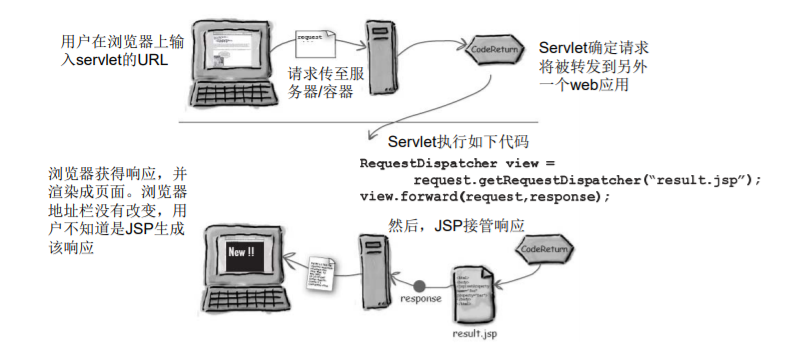 用户在浏览器上输
入servlet的URL
request
请求传至服
务器/容器
CodeReturn
Servlet确定请求
将被转发到另外
一个web应用
Servlet执行如下代码
RequestDispatcher view =
request.getRequestDispatcher(“result.jsp”);
view.forward(request,response);
浏览器获得响应，并
渲染成页面。浏览器
地址栏没有改变，用
户不知道是JSP生成
该响应
然后，JSP接管响应
New !!
CodeReturn
response
result.jsp